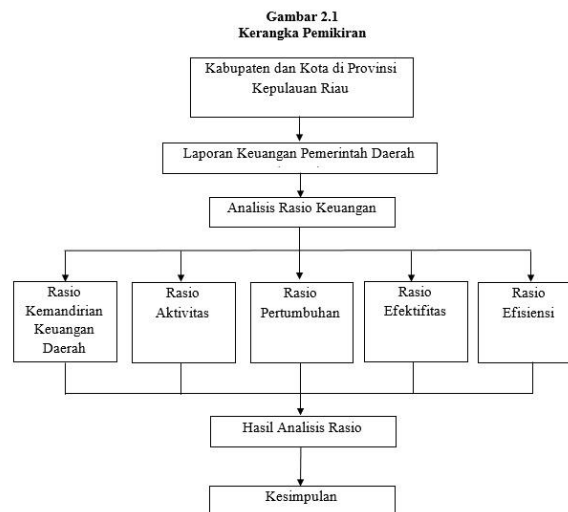 Gambar 2.1
Kerangka Pemikiran
Kabupaten dan Kota di Provinsi
Kepulauan Riau
Laporan Keuangan Pemerintah Daerah
Analisis Rasio Keuangan
Rasio
Kemandirian
Keuangan
Daerah
Rasio
Aktivitas
Rasio
Pertumbuhan
Rasio
Efektifitas
Rasio
Efisiensi
Hasil Analisis Rasio
Kesimpulan